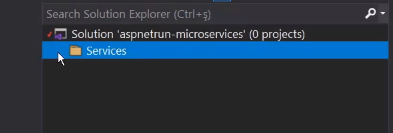 Search Solution Explorer (Ctrl+ş)
Solution 'aspnetrun-microservices' (0 projects)
Services